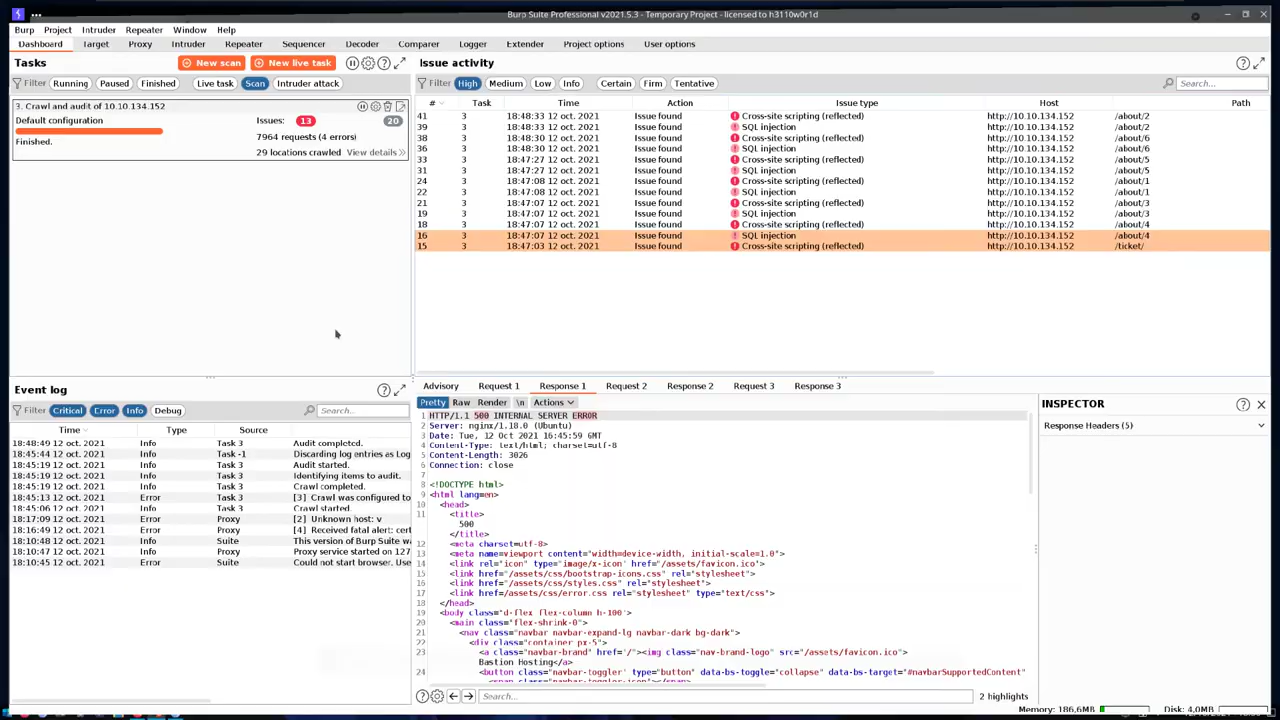 Burp Suite Professional v2021.5.3 - Temporary Project - licensed to h3110w0r1d
Burp Project Intruder Repeater Window Help
Dashboard Target Proxy Intruder Repeater Sequencer Decoder Comparer Logger Extender Project options User options
Tasks
New scan New live task
Filter Running Paused Finished Live task Scan Intruder attack
3. Crawl and audit of 10.10.134.152
Default configuration
Issues: 13 20
7964 requests (4 errors)
Finished.
29 locations crawled View details
Issue activity
Filter High Medium Low Info Certain Firm Tentative Search...
# Task Time Action Issue type Host Path
41 3 18:48:33 12 oct. 2021 Issue found Cross-site scripting (reflected) http://10.10.134.152 /about/2
39 3 18:48:33 12 oct. 2021 Issue found SQL injection http://10.10.134.152 /about/2
38 3 18:48:30 12 oct. 2021 Issue found Cross-site scripting (reflected) http://10.10.134.152 /about/6
36 3 18:48:30 12 oct. 2021 Issue found SQL injection http://10.10.134.152 /about/6
33 3 18:47:27 12 oct. 2021 Issue found Cross-site scripting (reflected) http://10.10.134.152 /about/5
31 3 18:47:27 12 oct. 2021 Issue found SQL injection http://10.10.134.152 /about/5
24 3 18:47:08 12 oct. 2021 Issue found Cross-site scripting (reflected) http://10.10.134.152 /about/1
22 3 18:47:08 12 oct. 2021 Issue found SQL injection http://10.10.134.152 /about/1
21 3 18:47:07 12 oct. 2021 Issue found Cross-site scripting (reflected) http://10.10.134.152 /about/3
19 3 18:47:07 12 oct. 2021 Issue found SQL injection http://10.10.134.152 /about/3
18 3 18:47:07 12 oct. 2021 Issue found Cross-site scripting (reflected) http://10.10.134.152 /about/4
16 3 18:47:07 12 oct. 2021 Issue found SQL injection http://10.10.134.152 /about/4
15 3 18:47:03 12 oct. 2021 Issue found Cross-site scripting (reflected) http://10.10.134.152 /ticket/
Event log
Filter Critical Error Info Debug Search...
Time Type Source
18:48:49 12 oct. 2021 Info Task 3 Audit completed.
18:45:44 12 oct. 2021 Info Task -1 Discarding log entries as Log
18:45:19 12 oct. 2021 Info Task 3 Audit started.
18:45:19 12 oct. 2021 Info Task 3 Identifying items to audit.
18:45:19 12 oct. 2021 Info Task 3 Crawl completed.
18:45:13 12 oct. 2021 Error Task 3 [3] Crawl was configured to
18:45:06 12 oct. 2021 Info Task 3 Crawl started.
18:17:09 12 oct. 2021 Error Proxy [2] Unknown host: v
18:16:49 12 oct. 2021 Error Proxy [4] Received fatal alert: cert
18:10:48 12 oct. 2021 Info Suite This version of Burp Suite wa
18:10:47 12 oct. 2021 Info Proxy Proxy service started on 127
18:10:45 12 oct. 2021 Error Suite Could not start browser. Use
Advisory Request 1 Response 1 Request 2 Response 2 Request 3 Response 3
Pretty Raw Render \n Actions
1 HTTP/1.1 500 INTERNAL SERVER ERROR
2 Server: nginx/1.18.0 (Ubuntu)
3 Date: Tue, 12 Oct 2021 16:45:59 GMT
4 Content-Type: text/html; charset=utf-8
5 Content-Length: 3026
6 Connection: close
7
8 <!DOCTYPE html>
9 <html lang=en>
10 <head>
11 <title>
500
</title>
12 <meta charset=utf-8>
13 <meta name=viewport content="width=device-width, initial-scale=1.0">
14 <link rel="icon" type='image/x-icon' href='/assets/favicon.ico'>
15 <link href=/assets/css/bootstrap-icons.css" rel="stylesheet">
16 <link href="/assets/css/styles.css" rel="stylesheet">
17 <link href="/assets/css/error.css rel="stylesheet" type="text/css">
18 </head>
19 <body class="d-flex flex-column h-100">
20 <main class="flex-shrink-0">
21 <nav class="navbar navbar-expand-lg navbar-dark bg-dark">
22 <div class="container px-5">
23 <a class="navbar-brand" href='/"><img class="nav-brand-logo" src="/assets/favicon.ico">
Bastion Hosting</a>
24 <button class="navbar-toggler" type="button" data-bs-toggle="collapse" data-bs-target="#navbarSupportedContent"
Search... 2 highlights
INSPECTOR
Response Headers (5)
Memory: 186,6MB Disk: 4,0MB